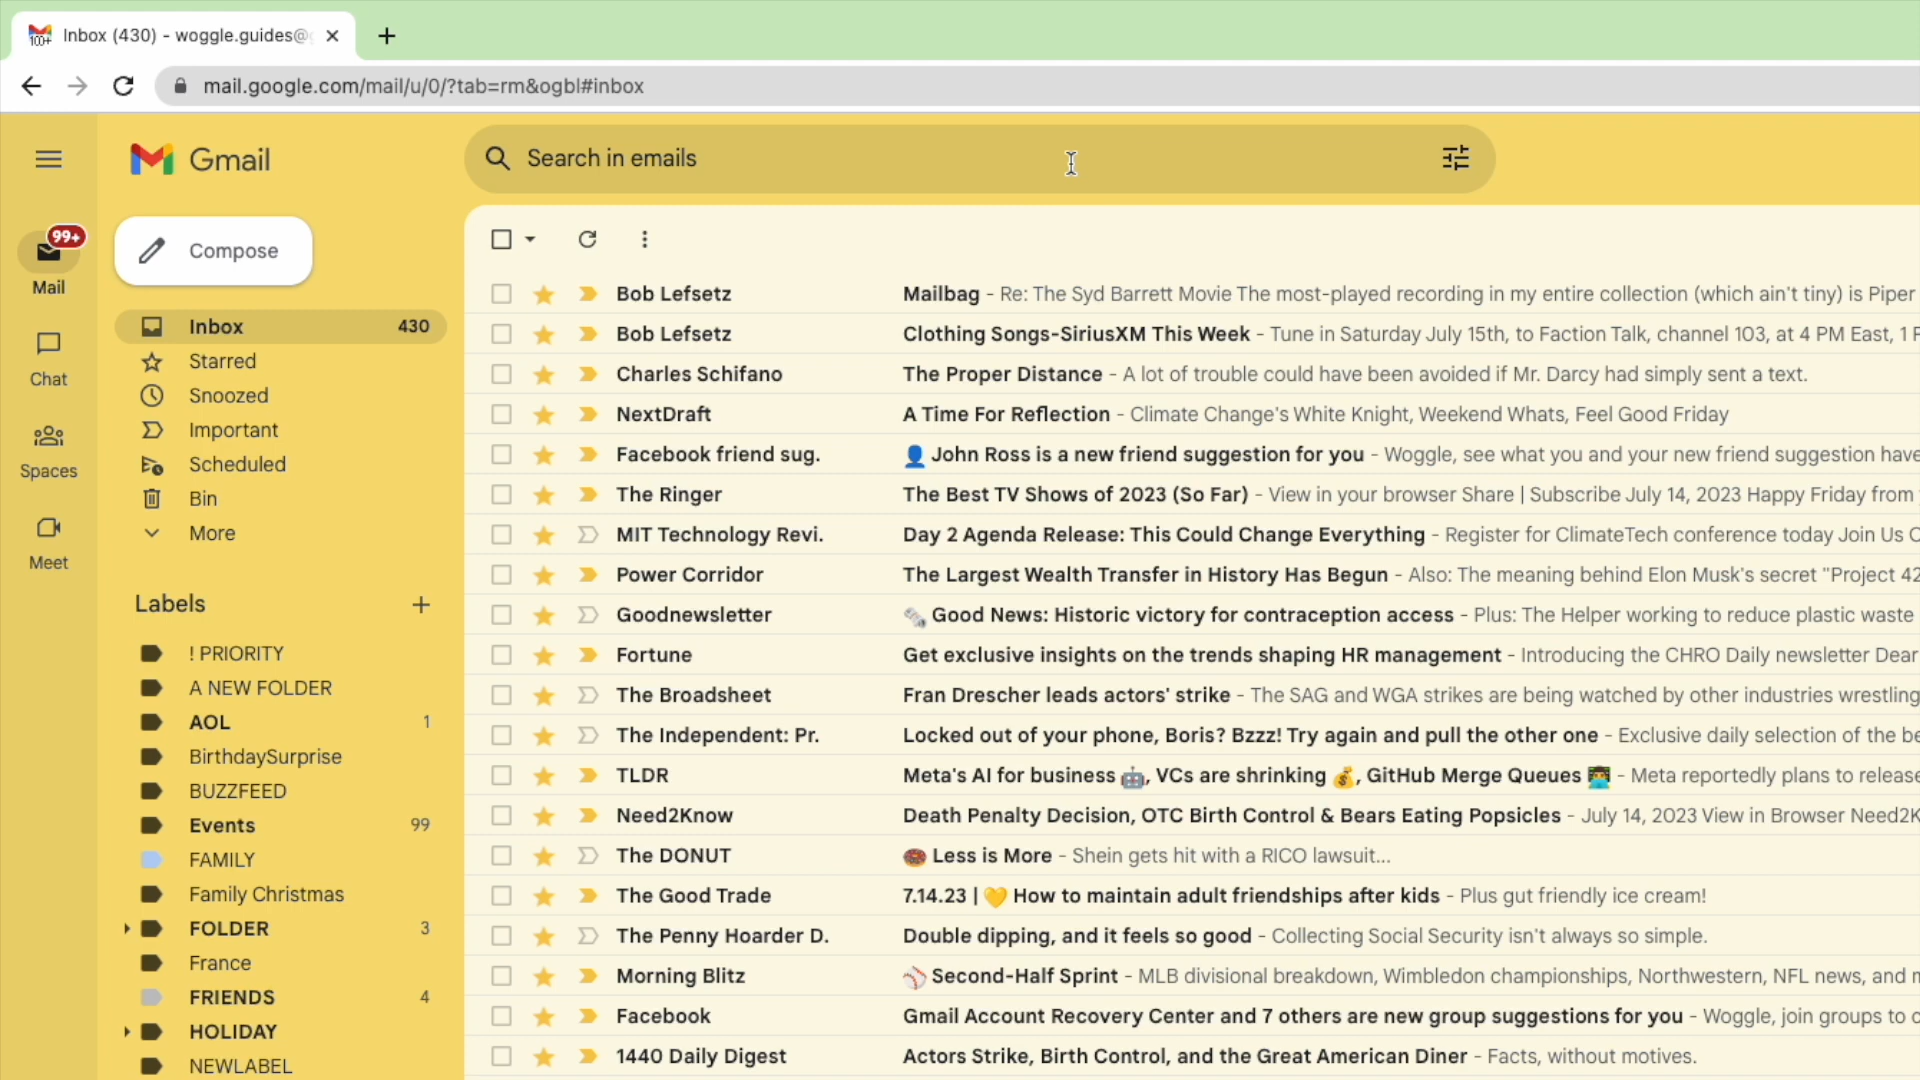 Inbox (430) - woggle.guides@
100+
mail.google.com/mail/u/0/?tab=rm&ogbl#inbox
Gmail
Search in emails
99+
Mail
Chat
Spaces
Meet
Compose
Inbox 430
Starred
Snoozed
Important
Scheduled
Bin
More
Labels
! PRIORITY
A NEW FOLDER
AOL 1
BirthdaySurprise
BUZZFEED
Events 99
FAMILY
Family Christmas
FOLDER 3
France
FRIENDS 4
HOLIDAY
NEWLABEL
Bob Lefsetz Mailbag - Re: The Syd Barrett Movie The most-played recording in my entire collection (which ain't tiny) is Piper
Bob Lefsetz Clothing Songs-SiriusXM This Week - Tune in Saturday July 15th, to Faction Talk, channel 103, at 4 PM East, 1 P
Charles Schifano The Proper Distance - A lot of trouble could have been avoided if Mr. Darcy had simply sent a text.
NextDraft A Time For Reflection - Climate Change's White Knight, Weekend Whats, Feel Good Friday
Facebook friend sug. 👤 John Ross is a new friend suggestion for you - Woggle, see what you and your new friend suggestion have
The Ringer The Best TV Shows of 2023 (So Far) - View in your browser Share | Subscribe July 14, 2023 Happy Friday from
MIT Technology Revi. Day 2 Agenda Release: This Could Change Everything - Register for ClimateTech conference today Join Us
Power Corridor The Largest Wealth Transfer in History Has Begun - Also: The meaning behind Elon Musk's secret "Project 42
Goodnewsletter 🗞️ Good News: Historic victory for contraception access - Plus: The Helper working to reduce plastic waste
Fortune Get exclusive insights on the trends shaping HR management - Introducing the CHRO Daily newsletter Dear
The Broadsheet Fran Drescher leads actors' strike - The SAG and WGA strikes are being watched by other industries wrestling
The Independent: Pr. Locked out of your phone, Boris? Bzzz! Try again and pull the other one - Exclusive daily selection of the be
TLDR Meta's AI for business 🤖, VCs are shrinking 💰, GitHub Merge Queues 👨‍💻 - Meta reportedly plans to release
Need2Know Death Penalty Decision, OTC Birth Control & Bears Eating Popsicles - July 14, 2023 View in Browser Need2K
The DONUT 🍩 Less is More - Shein gets hit with a RICO lawsuit...
The Good Trade 7.14.23 | 💛 How to maintain adult friendships after kids - Plus gut friendly ice cream!
The Penny Hoarder D. Double dipping, and it feels so good - Collecting Social Security isn't always so simple.
Morning Blitz ⚾ Second-Half Sprint - MLB divisional breakdown, Wimbledon championships, Northwestern, NFL news, and m
Facebook Gmail Account Recovery Center and 7 others are new group suggestions for you - Woggle, join groups to c
1440 Daily Digest Actors Strike, Birth Control, and the Great American Diner - Facts, without motives.